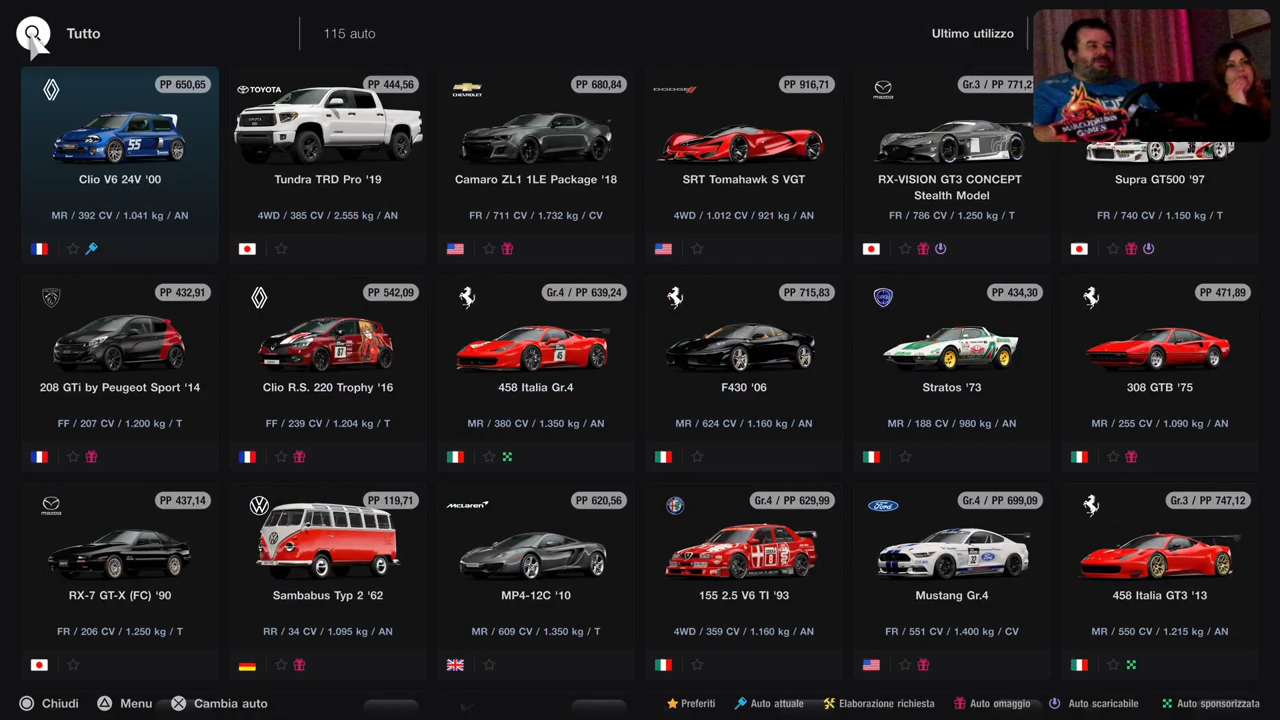 Tutto
115 auto
Ultimo utilizzo
PP 650,65
Clio V6 24V '00
MR / 392 CV / 1.041 kg / AN
TOYOTA
PP 444,56
Tundra TRD Pro '19
4WD / 385 CV / 2.555 kg / AN
CHEVROLET
PP 680,84
Camaro ZL1 1LE Package '18
FR / 711 CV / 1.732 kg / CV
DODGE
PP 916,71
SRT Tomahawk S VGT
4WD / 1.012 CV / 921 kg / AN
mazda
Gr.3 / PP 771,2
RX-VISION GT3 CONCEPT
Stealth Model
FR / 786 CV / 1.250 kg / T
Supra GT500 '97
FR / 740 CV / 1.150 kg / T
PP 432,91
208 GTi by Peugeot Sport '14
FF / 207 CV / 1.200 kg / T
PP 542,09
Clio R.S. 220 Trophy '16
FF / 239 CV / 1.204 kg / T
Gr.4 / PP 639,24
458 Italia Gr.4
MR / 380 CV / 1.350 kg / AN
PP 715,83
F430 '06
MR / 624 CV / 1.160 kg / AN
PP 434,30
Stratos '73
MR / 188 CV / 980 kg / AN
PP 471,89
308 GTB '75
MR / 255 CV / 1.090 kg / AN
mazda
PP 437,14
RX-7 GT-X (FC) '90
FR / 206 CV / 1.250 kg / T
PP 119,71
Sambabus Typ 2 '62
RR / 34 CV / 1.095 kg / AN
McLaren
PP 620,56
MP4-12C '10
MR / 609 CV / 1.350 kg / T
Gr.4 / PP 629,99
155 2.5 V6 TI '93
4WD / 359 CV / 1.160 kg / AN
Ford
Gr.4 / PP 699,09
Mustang Gr.4
FR / 551 CV / 1.400 kg / CV
Gr.3 / PP 747,12
458 Italia GT3 '13
MR / 550 CV / 1.215 kg / AN
Chiudi
Menu
Cambia auto
Preferiti
Auto attuale
Elaborazione richiesta
Auto omaggio
Auto scaricabile
Auto sponsorizzata